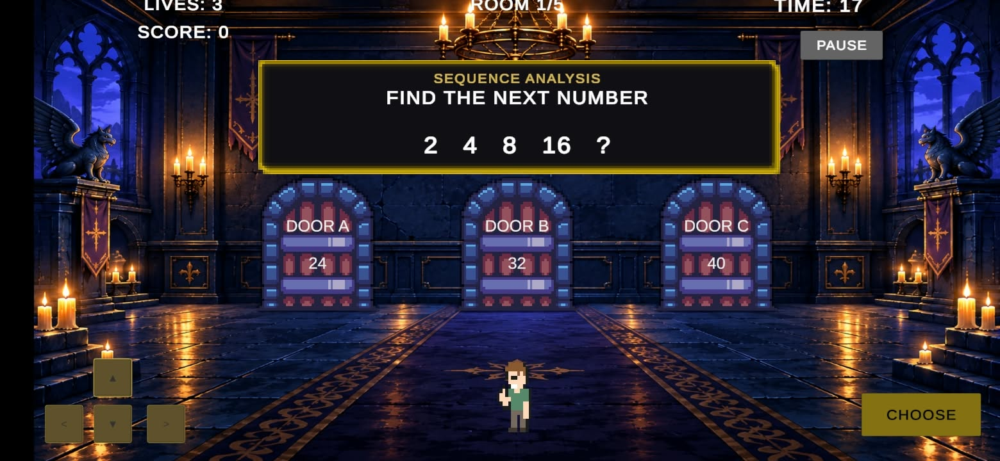 LIVES: 3
ROOM 1/5
TIME: 17
SCORE: 0
PAUSE
SEQUENCE ANALYSIS
FIND THE NEXT NUMBER
2 4 8 16 ?
DOOR A
DOOR B
DOOR C
24
32
40
▲
< ▼ >
CHOOSE